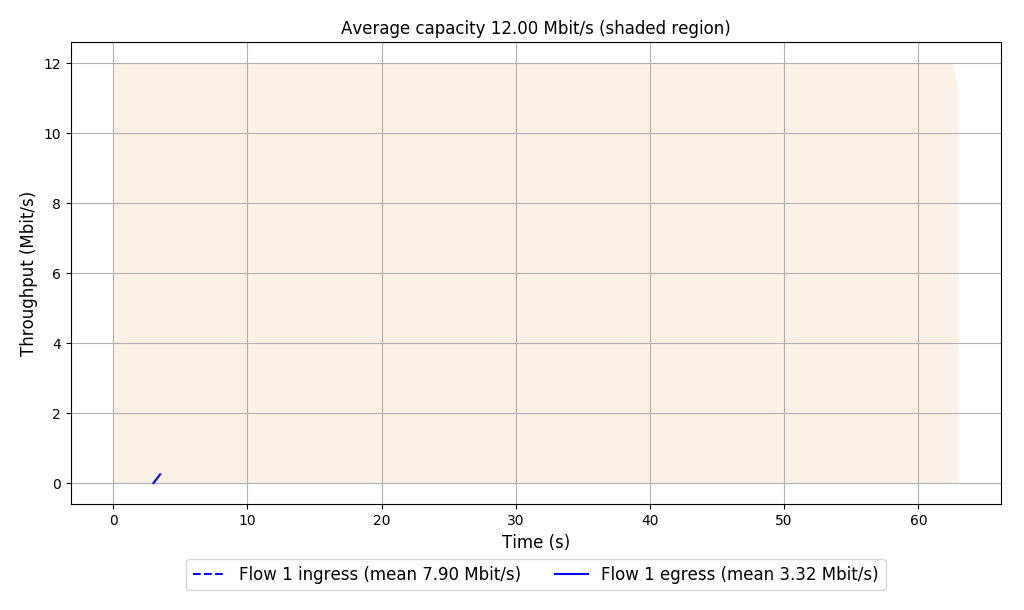 Average capacity 12.00 Mbit/s (shaded region)
Throughput (Mbit/s)
12
10
8
6
4
2
0
0 10 20 30 40 50 60
Time (s)
Flow 1 ingress (mean 7.90 Mbit/s) Flow 1 egress (mean 3.32 Mbit/s)